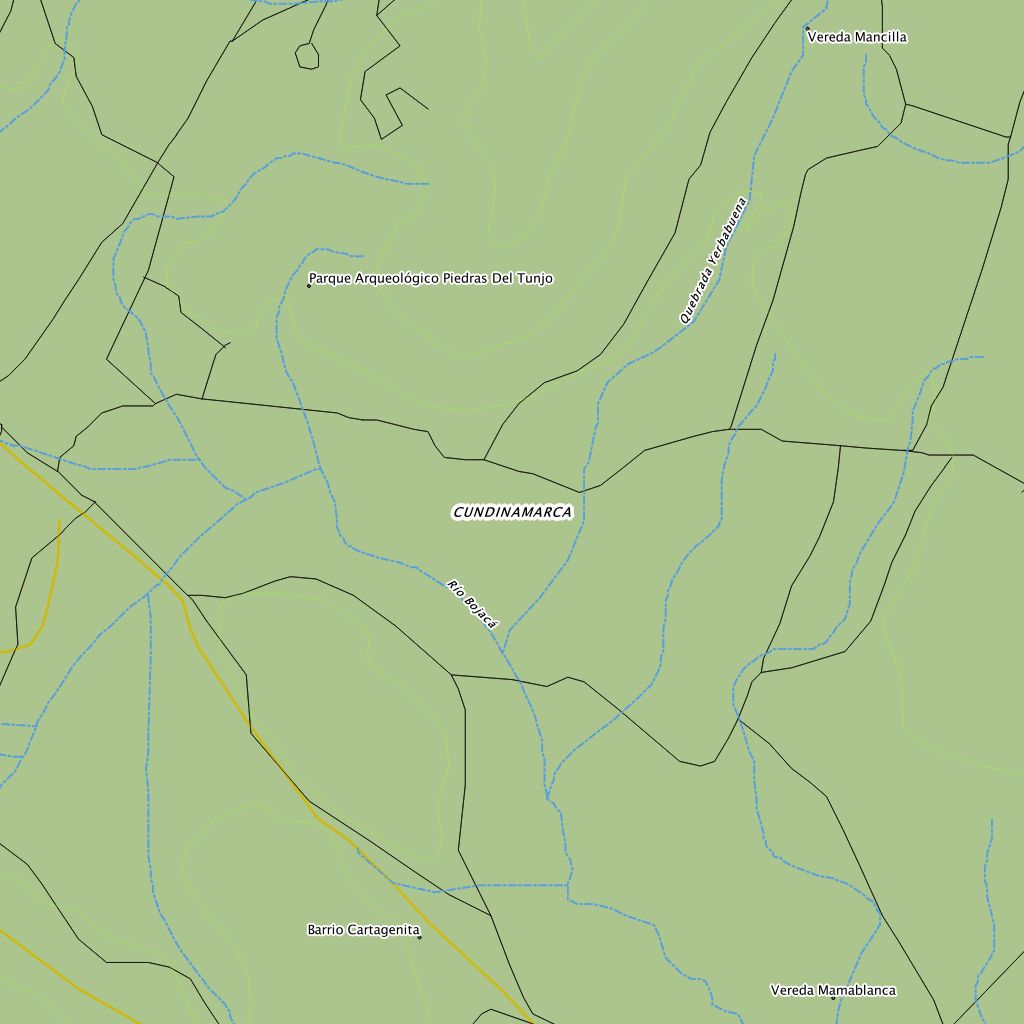 Vereda Mancilla
Quebrada Yerbabuena
Parque Arqueológico Piedras Del Tunjo
CUNDINAMARCA
Río Bojacá
Barrio Cartagenita
Vereda Mamablanca